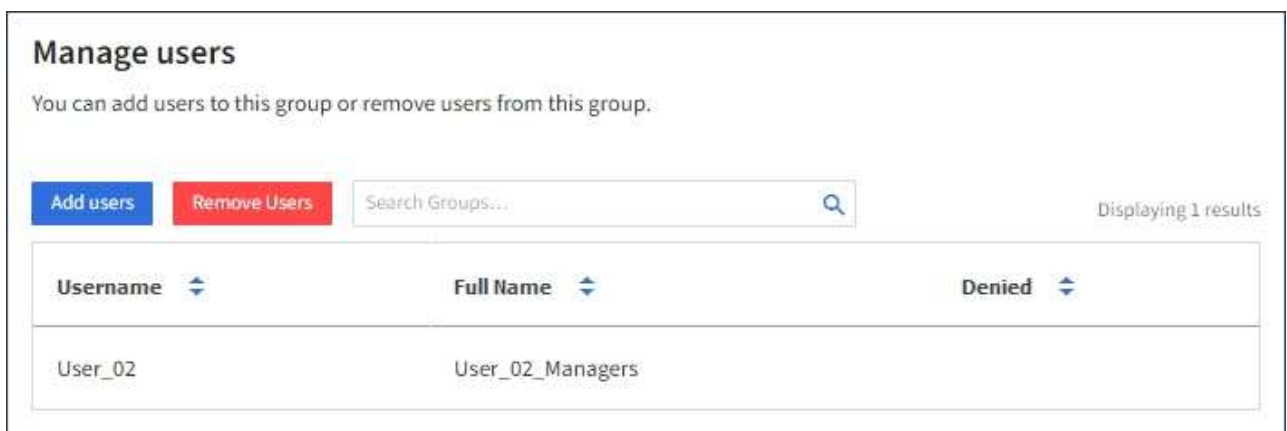 Manage users
You can add users to this group or remove users from this group.
Add users Remove Users Search Groups... Displaying 1 results
Username Full Name Denied
User_02 User_02_Managers